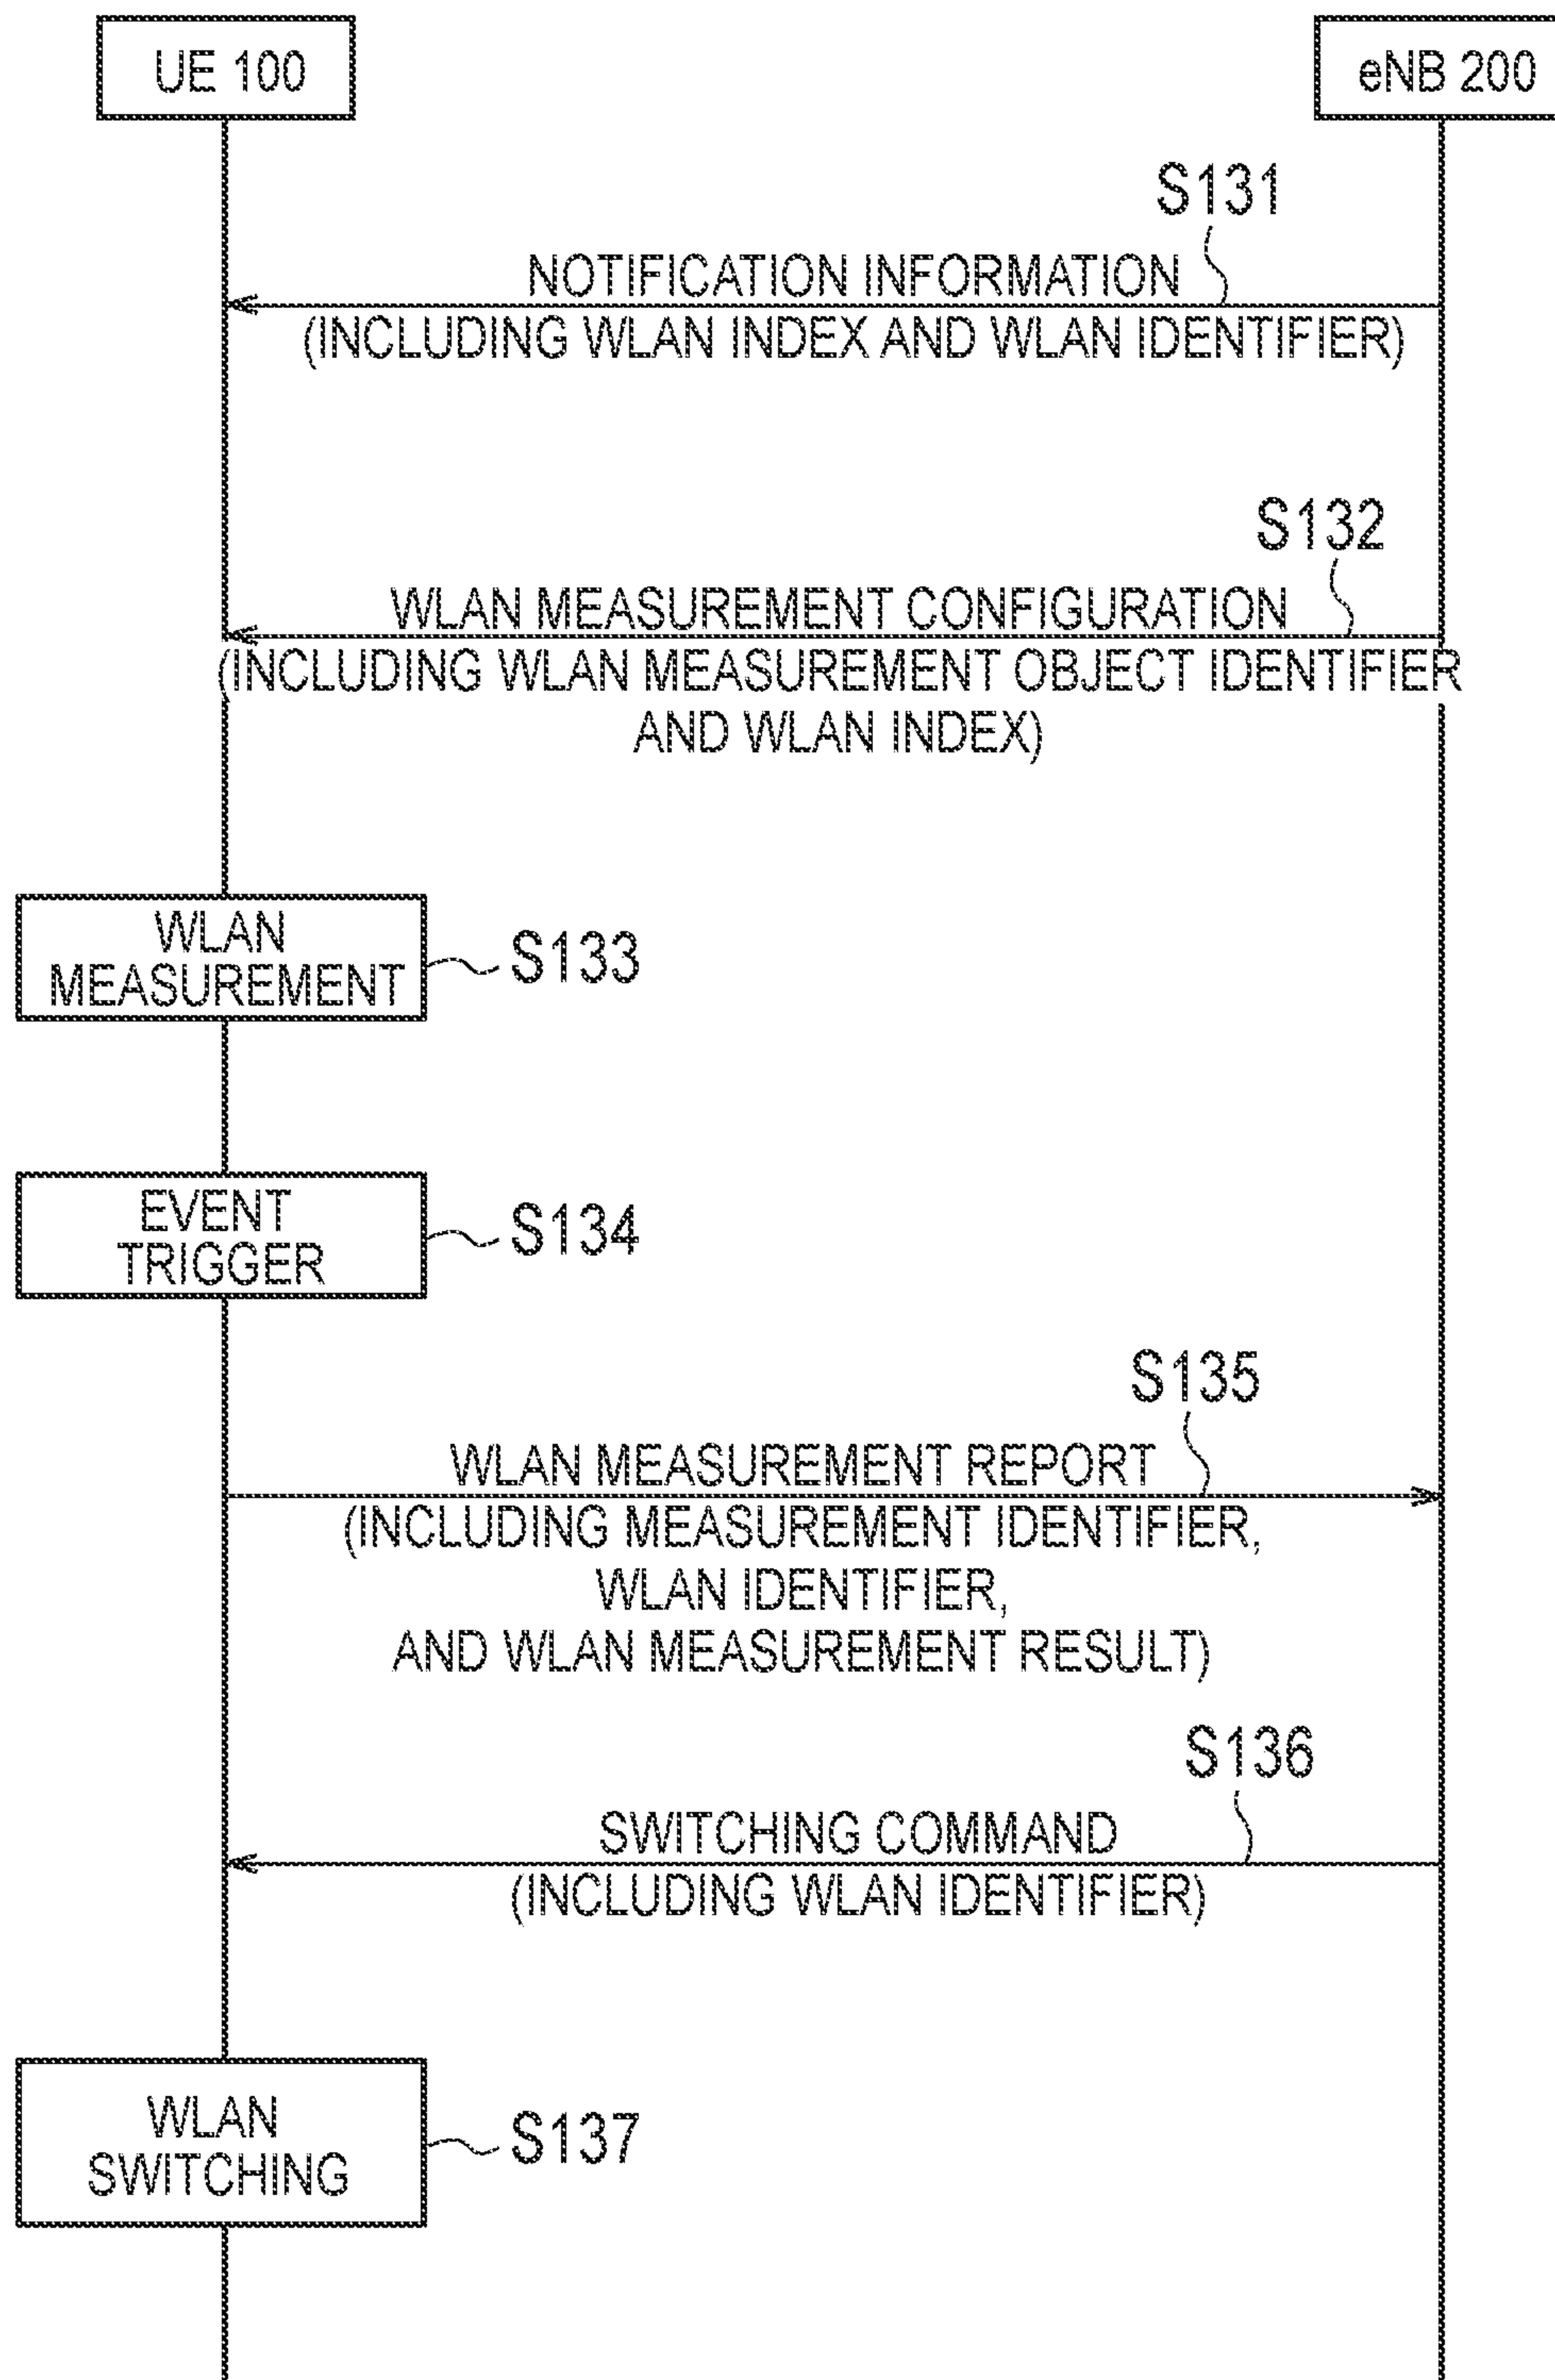 UE 100
eNB 200
S131
NOTIFICATION INFORMATION
(INCLUDING WLAN INDEX AND WLAN IDENTIFIER)
S132
WLAN MEASUREMENT CONFIGURATION
(INCLUDING WLAN MEASUREMENT OBJECT IDENTIFIER
AND WLAN INDEX)
WLAN
MEASUREMENT
S133
EVENT
TRIGGER
S134
S135
WLAN MEASUREMENT REPORT
(INCLUDING MEASUREMENT IDENTIFIER,
WLAN IDENTIFIER,
AND WLAN MEASUREMENT RESULT)
S136
SWITCHING COMMAND
(INCLUDING WLAN IDENTIFIER)
WLAN
SWITCHING
S137